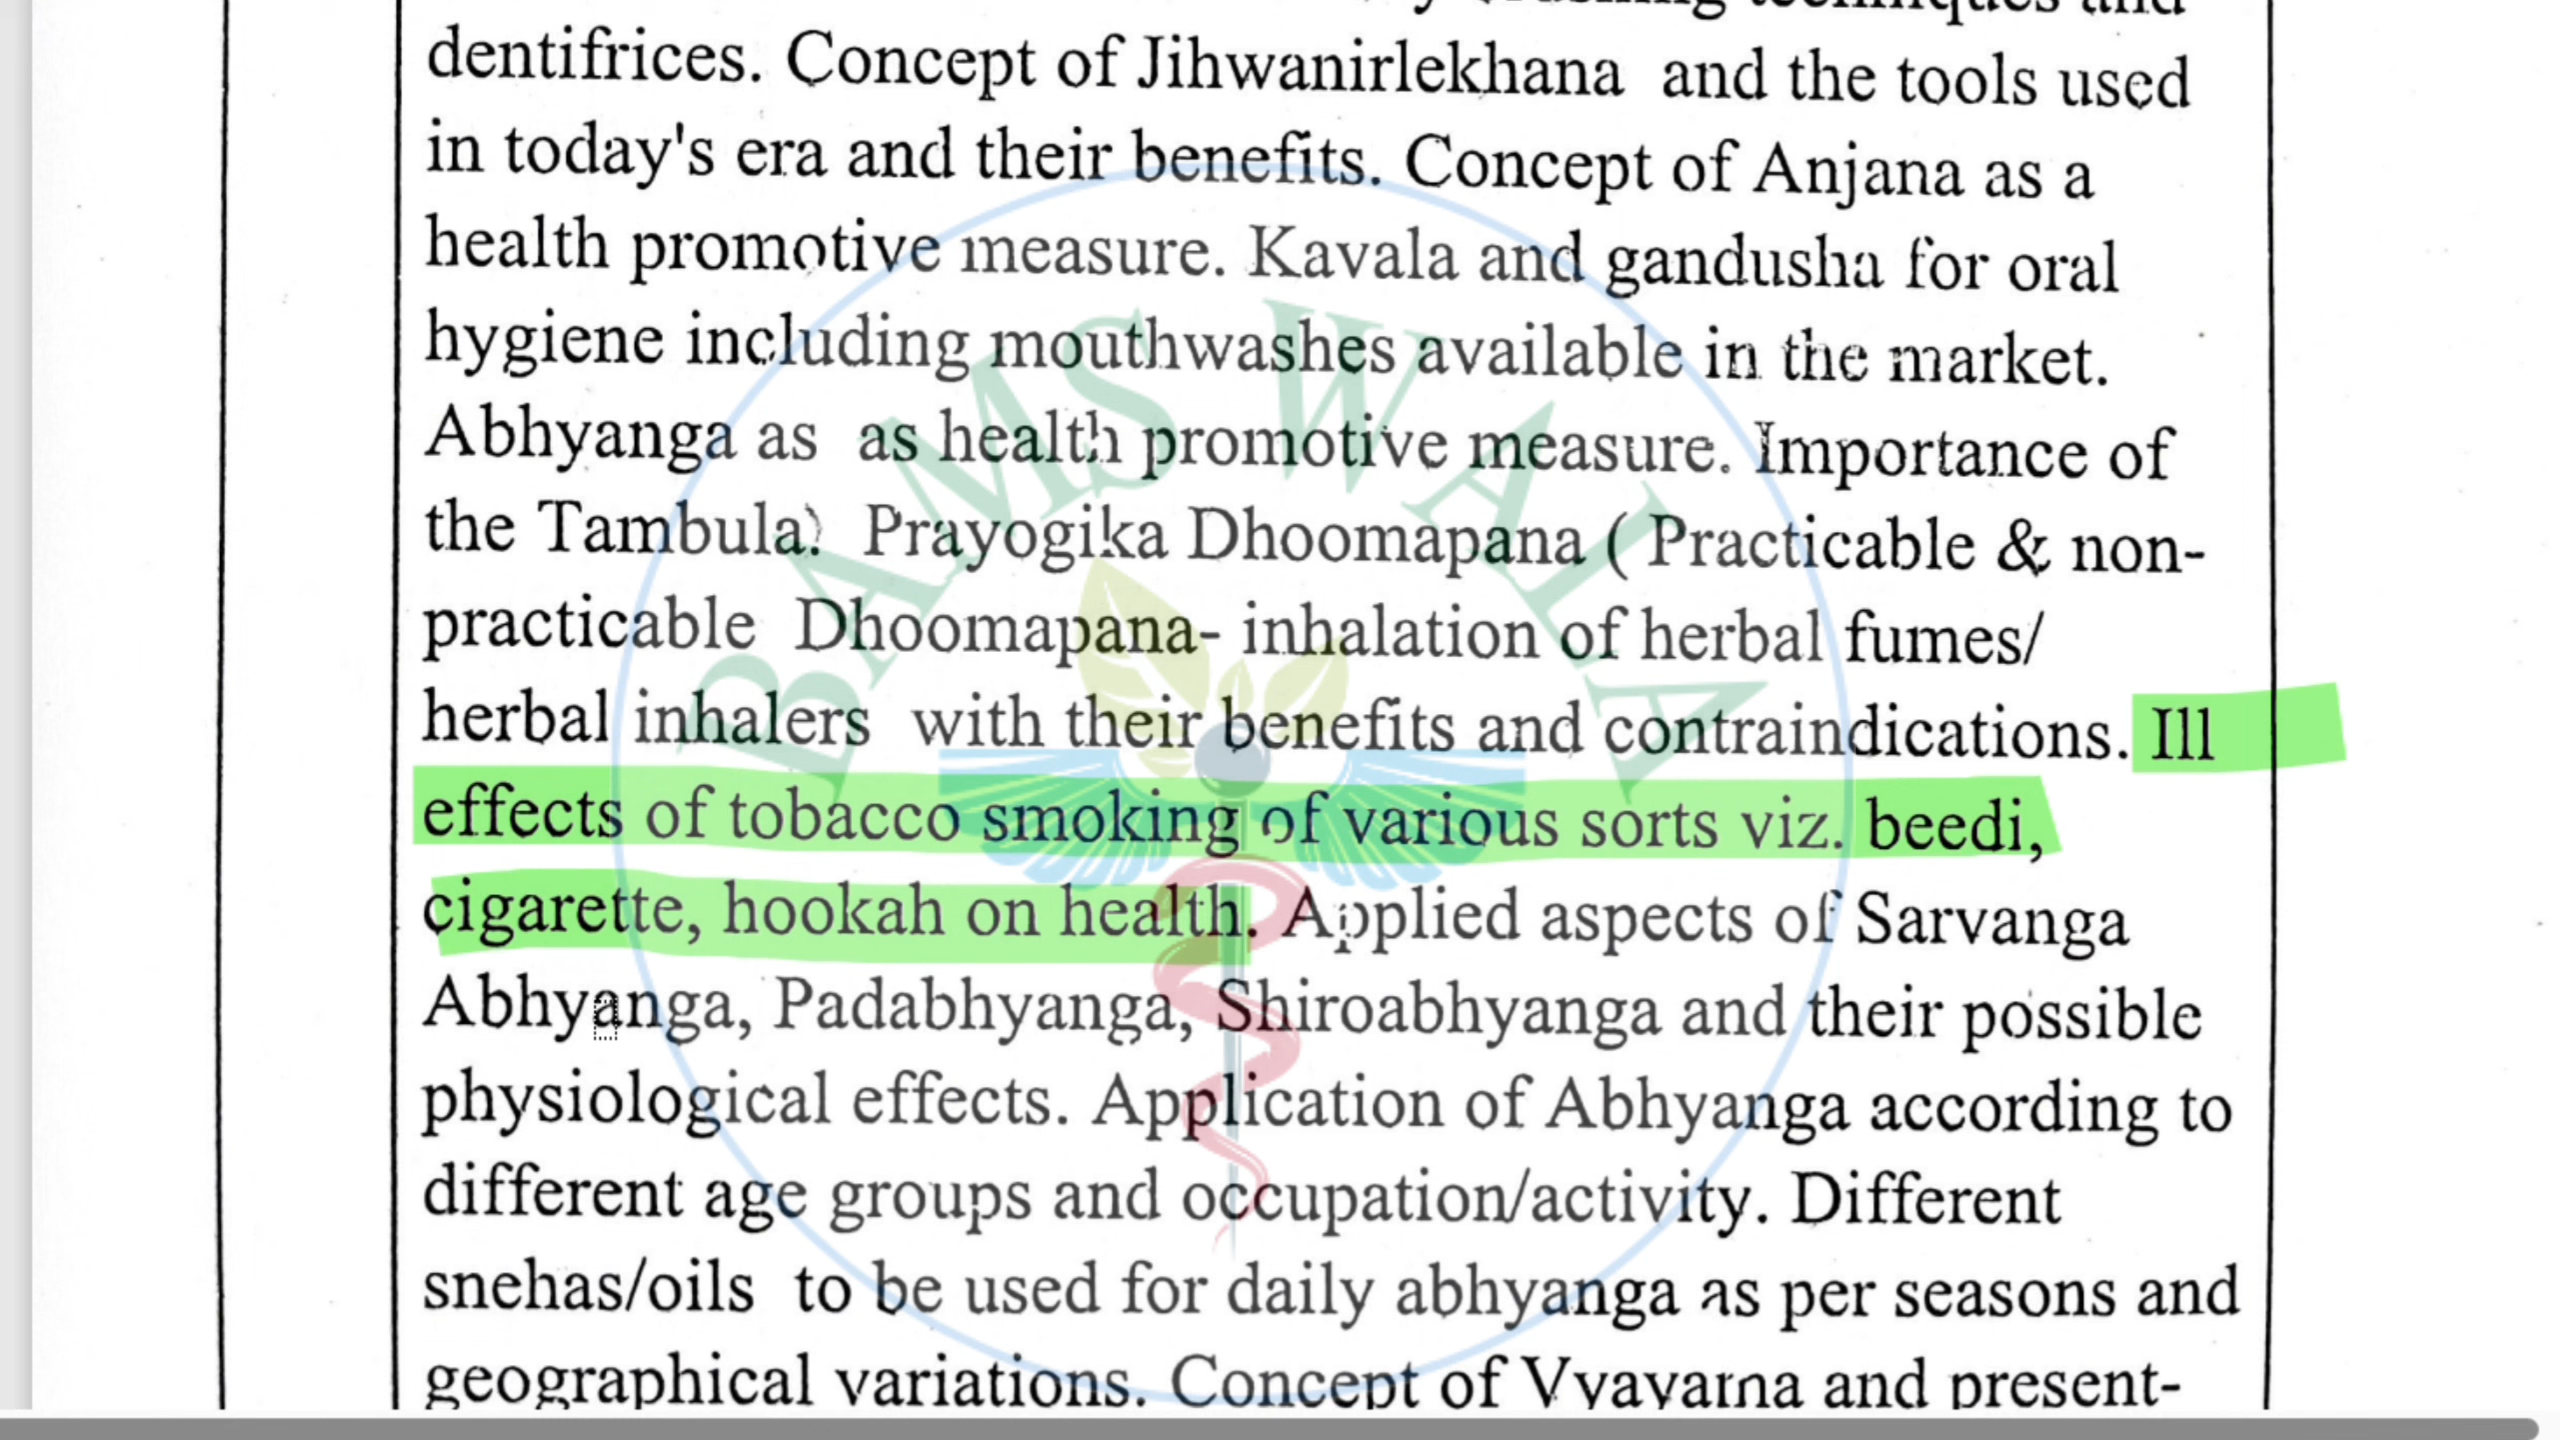 techniques and
dentifrices. Concept of Jihwanirlekhana and the tools used
in today's era and their benefits. Concept of Anjana as a
health promotive measure. Kavala and gandusha for oral
hygiene including mouthwashes available in the market.
Abhyanga as as health promotive measure. Importance of
the Tambula. Prayogika Dhoomapana ( Practicable & non-
practicable Dhoomapana- inhalation of herbal fumes/
herbal inhalers with their benefits and contraindications. Ill
effects of tobacco smoking of various sorts viz. beedi,
cigarette, hookah on health. Applied aspects of Sarvanga
Abhyanga, Padabhyanga, Shiroabhyanga and their possible
physiological effects. Application of Abhyanga according to
different age groups and occupation/activity. Different
snehas/oils to be used for daily abhyanga as per seasons and
geographical variations. Concept of Vyayama and present-
BAMS WALA